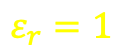 εᵣ = 1